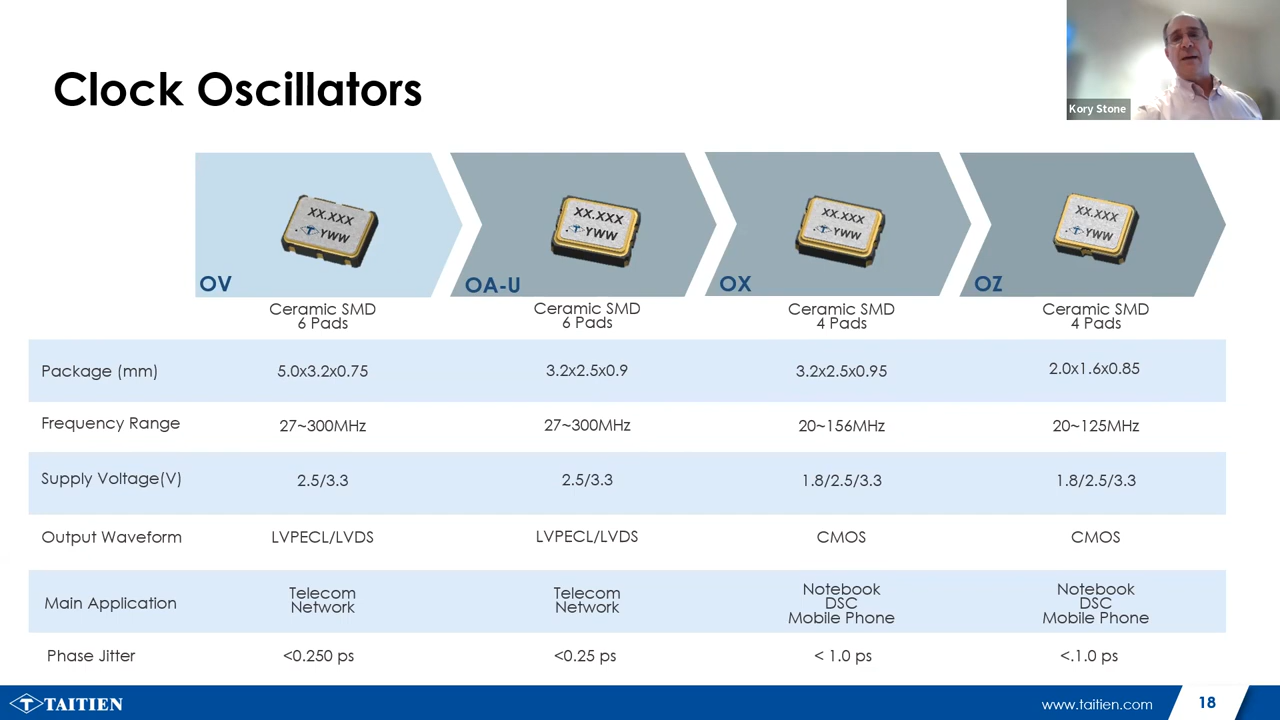 Clock Oscillators
Kory Stone
XX.XXX
YWW
XX.XXX
YWW
XX.XXX
YWW
XX.XXX
YWW
OV
OA-U
OX
OZ
Ceramic SMD
6 Pads
Ceramic SMD
6 Pads
Ceramic SMD
4 Pads
Ceramic SMD
4 Pads
Package (mm)
5.0x3.2x0.75
3.2x2.5x0.9
3.2x2.5x0.95
2.0x1.6x0.85
Frequency Range
27~300MHz
27~300MHz
20~156MHz
20~125MHz
Supply Voltage(V)
2.5/3.3
2.5/3.3
1.8/2.5/3.3
1.8/2.5/3.3
Output Waveform
LVPECL/LVDS
LVPECL/LVDS
CMOS
CMOS
Main Application
Telecom
Network
Telecom
Network
Notebook
DSC
Mobile Phone
Notebook
DSC
Mobile Phone
Phase Jitter
<0.250 ps
<0.25 ps
< 1.0 ps
<.1.0 ps
TAITIEN
www.taitien.com
18